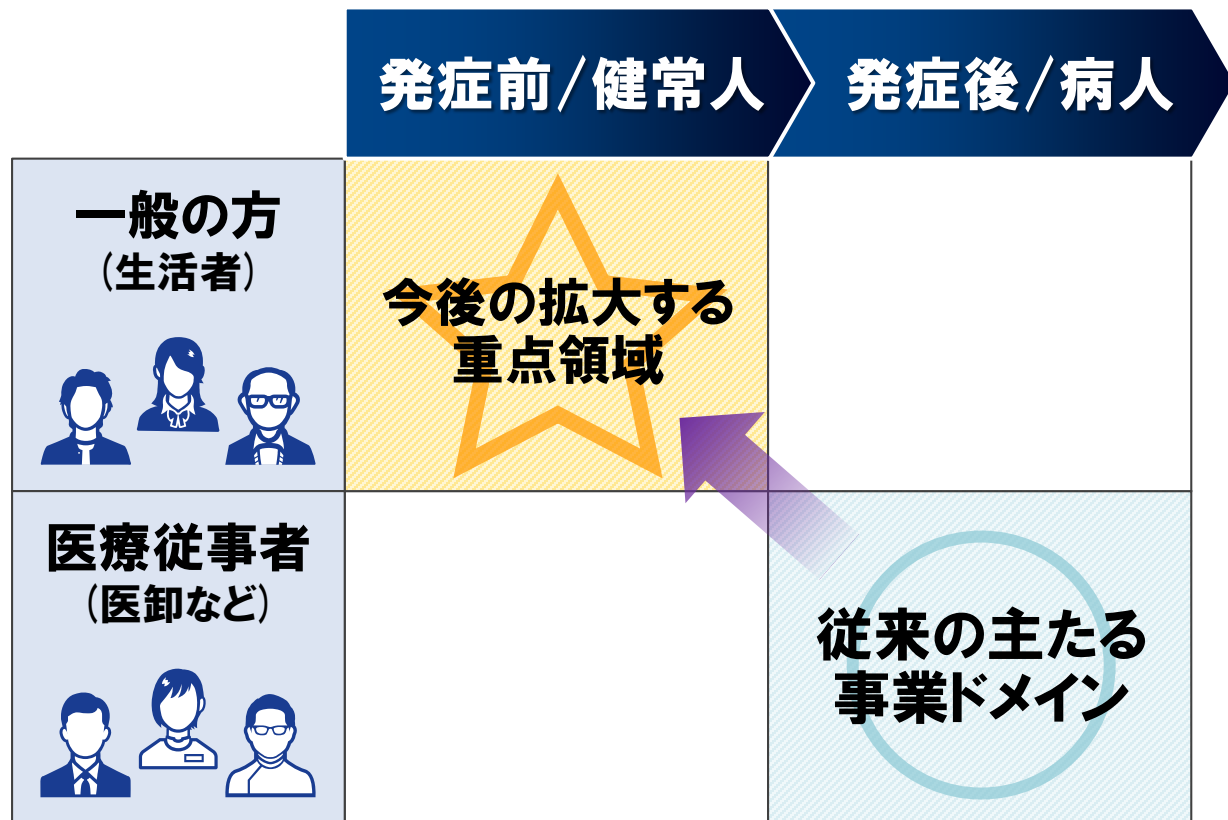 発症前/健常人
発症後/病人
一般の方
(生活者)
今後の拡大する
重点領域
医療従事者
(医卸など)
従来の主たる
事業ドメイン